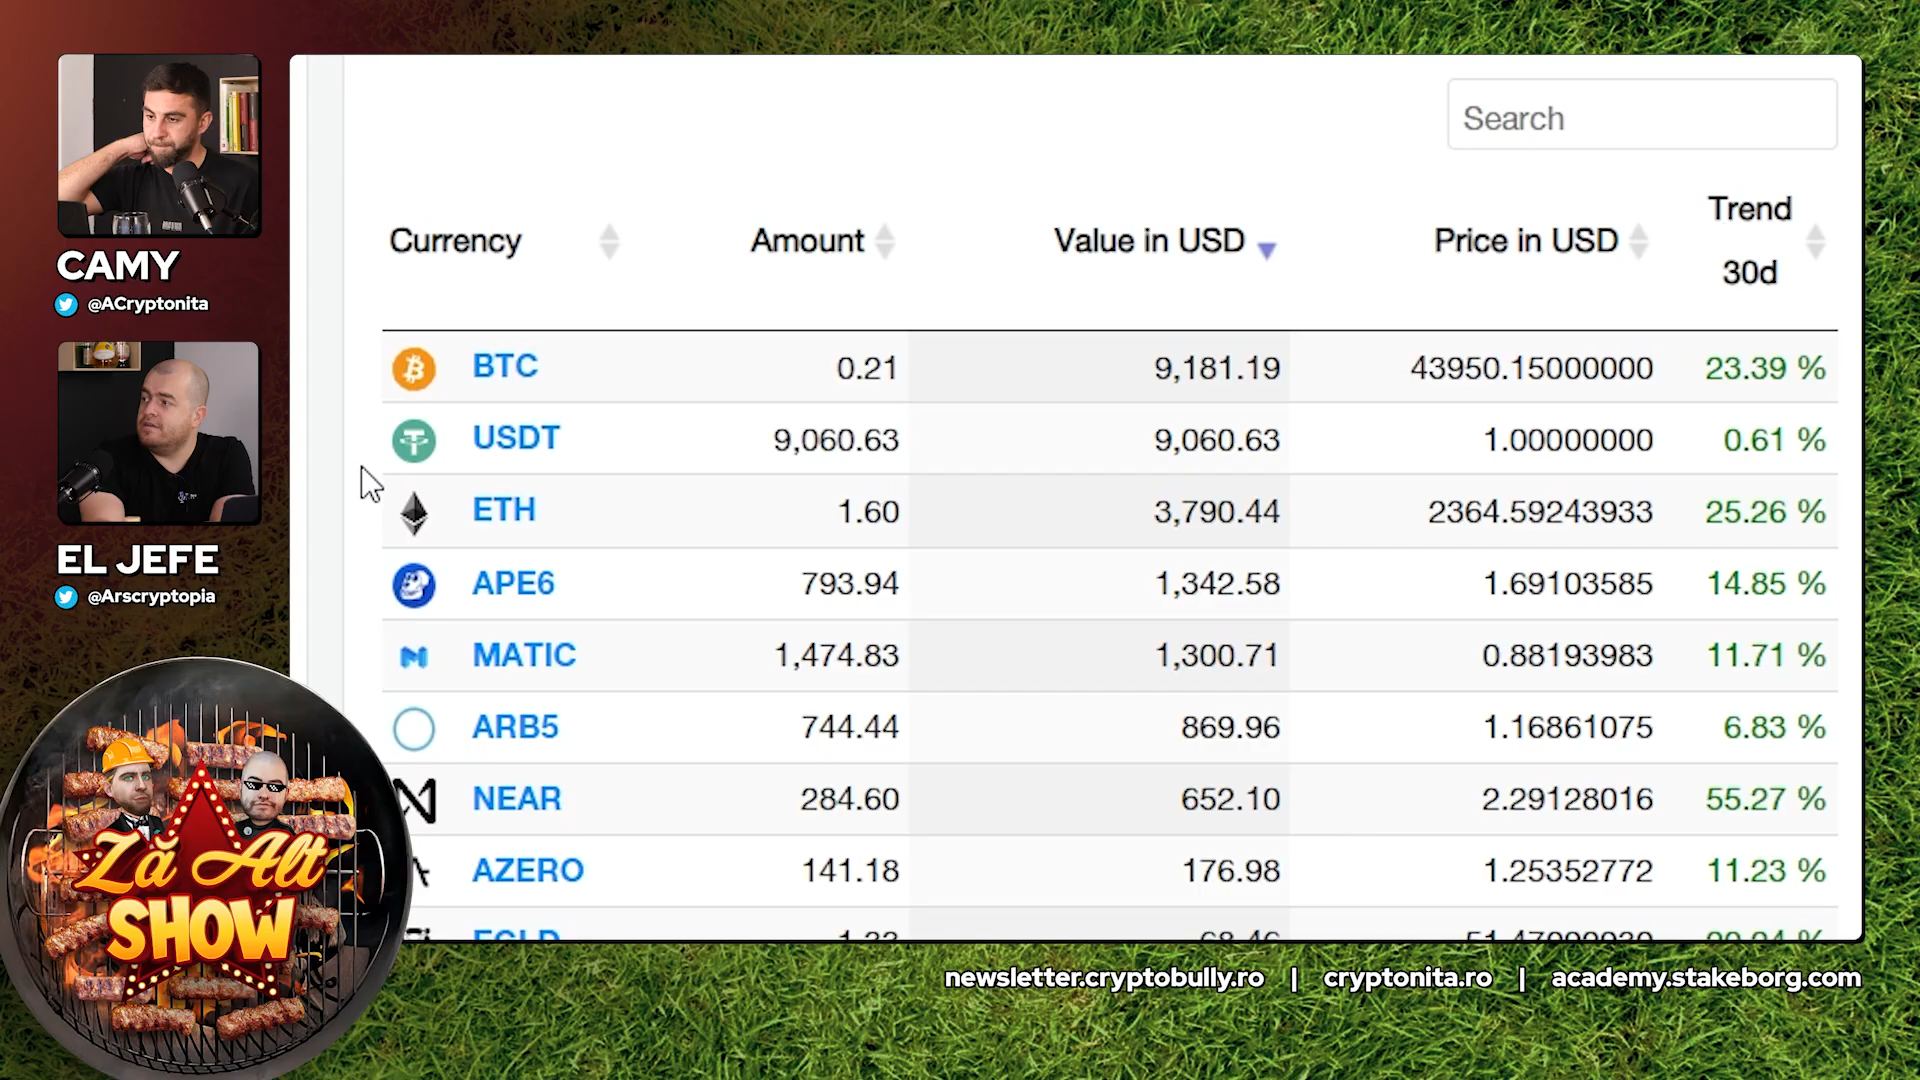 CAMY
@ACryptonita
EL JEFE
@Arscryptopia
Ză Alt
SHOW
Search
Currency Amount Value in USD Price in USD Trend 30d
BTC 0.21 9,181.19 43950.15000000 23.39 %
USDT 9,060.63 9,060.63 1.00000000 0.61 %
ETH 1.60 3,790.44 2364.59243933 25.26 %
APE6 793.94 1,342.58 1.69103585 14.85 %
MATIC 1,474.83 1,300.71 0.88193983 11.71 %
ARB5 744.44 869.96 1.16861075 6.83 %
NEAR 284.60 652.10 2.29128016 55.27 %
AZERO 141.18 176.98 1.25352772 11.23 %
newsletter.cryptobully.ro | cryptonita.ro | academy.stakeborg.com